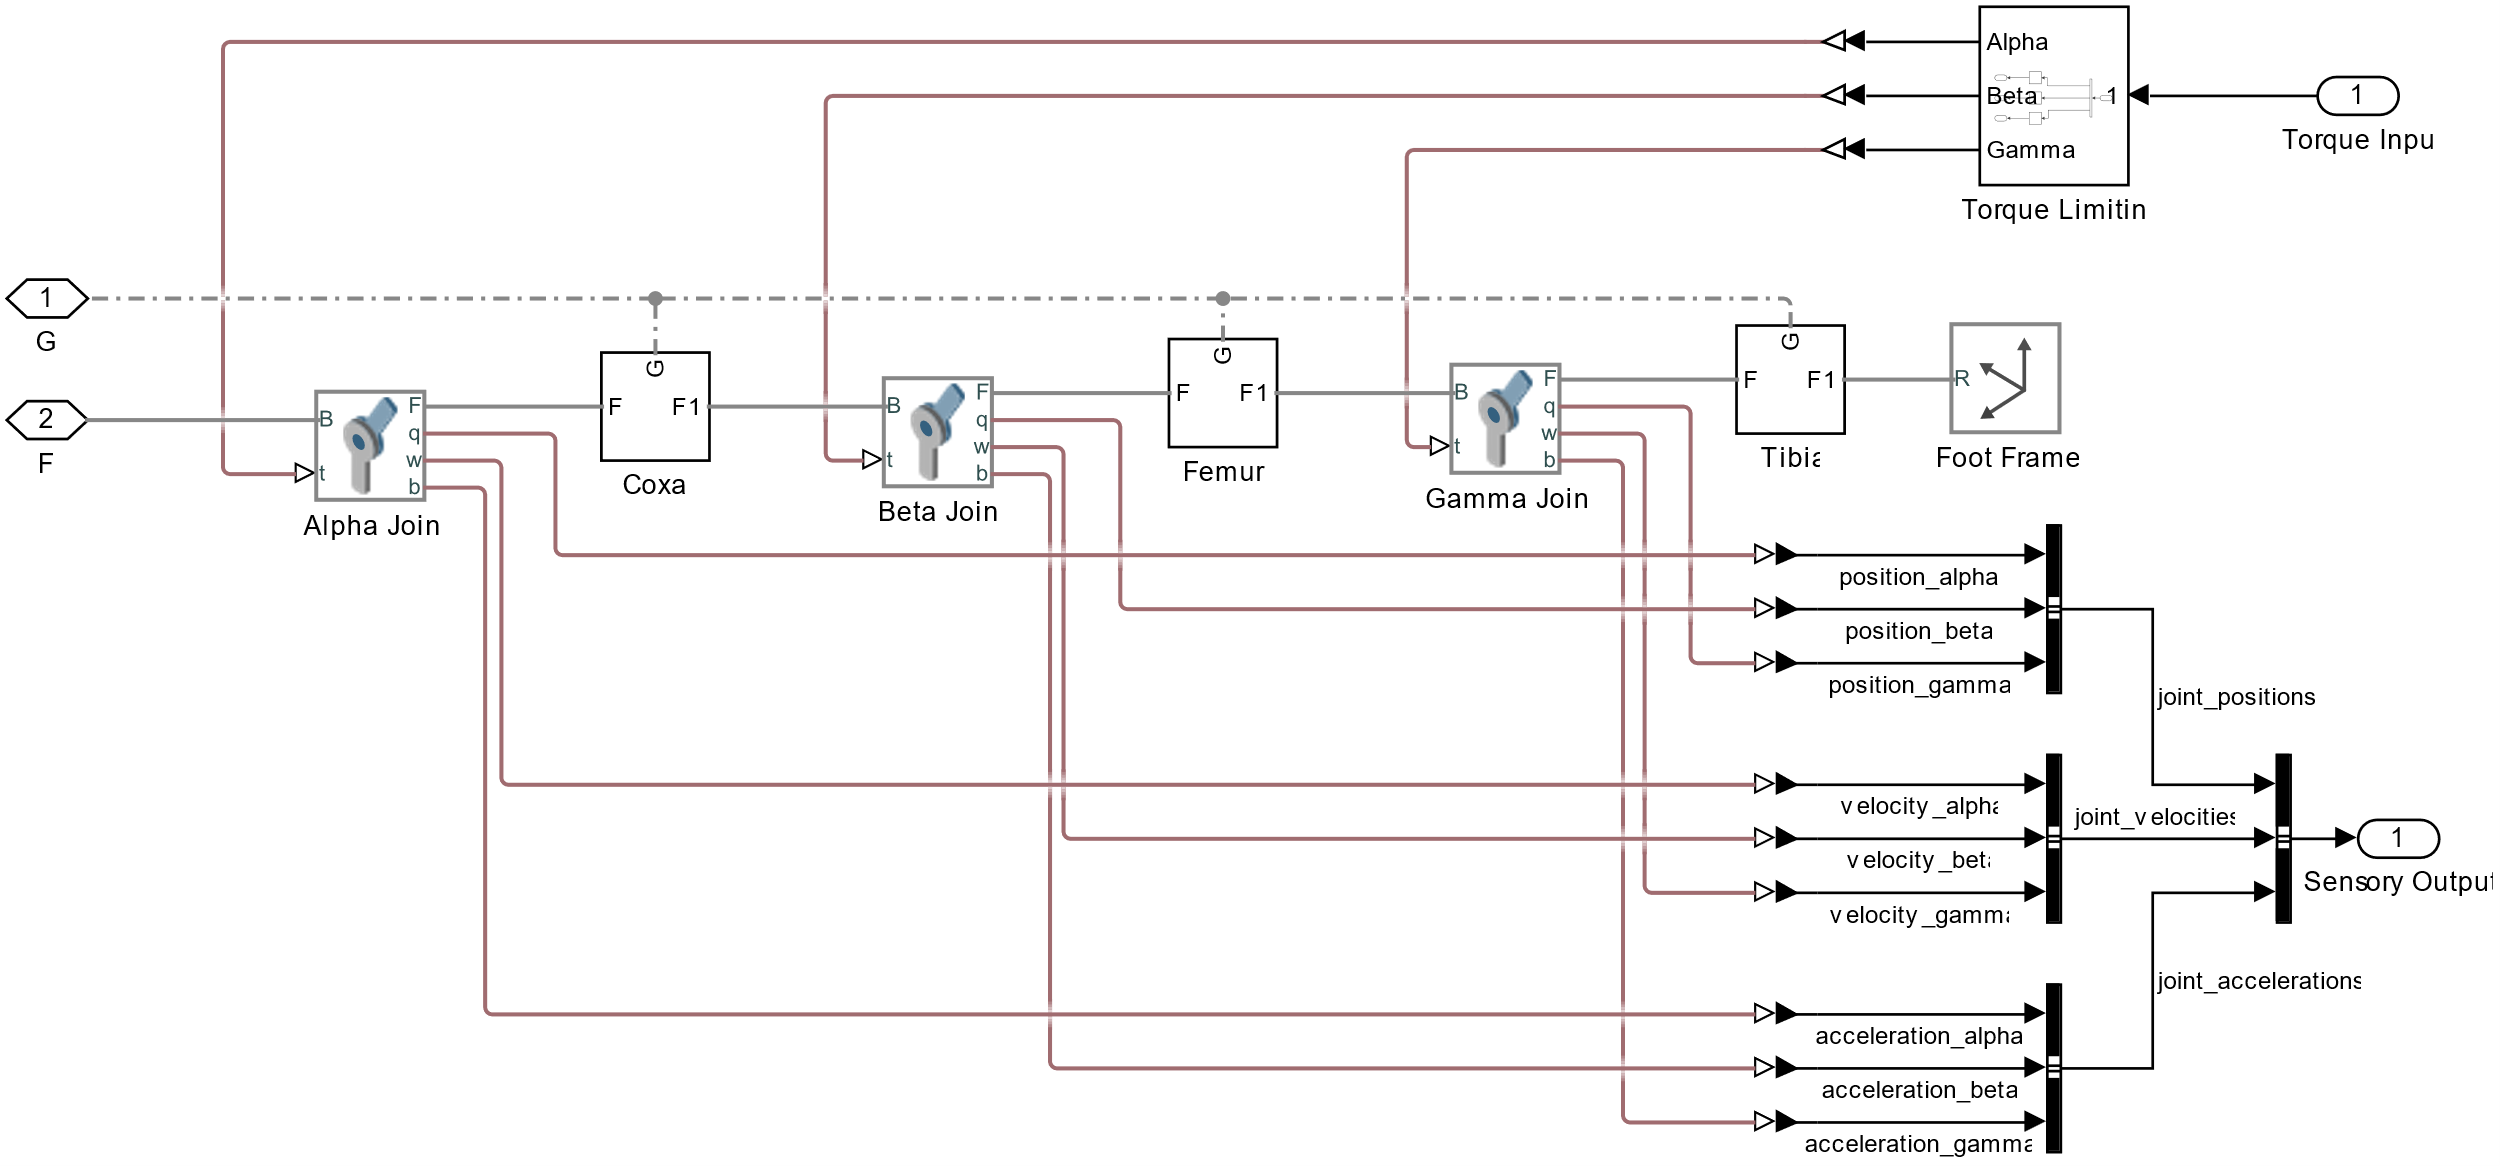 Alpha
Beta
1
Gamma
Torque Limitin
1
Torque Inpu
1
G
2
F
B
t
F
q
w
b
Alpha Join
G
F
F1
Coxa
B
t
F
q
w
b
Beta Join
G
F
F1
Femur
B
t
F
q
w
b
Gamma Join
G
F
F1
Tibia
R
Foot Frame
position_alpha
position_beta
position_gamma
joint_positions
velocity_alpha
velocity_beta
velocity_gamma
joint_velocities
1
Sensory Output
acceleration_alpha
acceleration_beta
acceleration_gamma
joint_accelerations